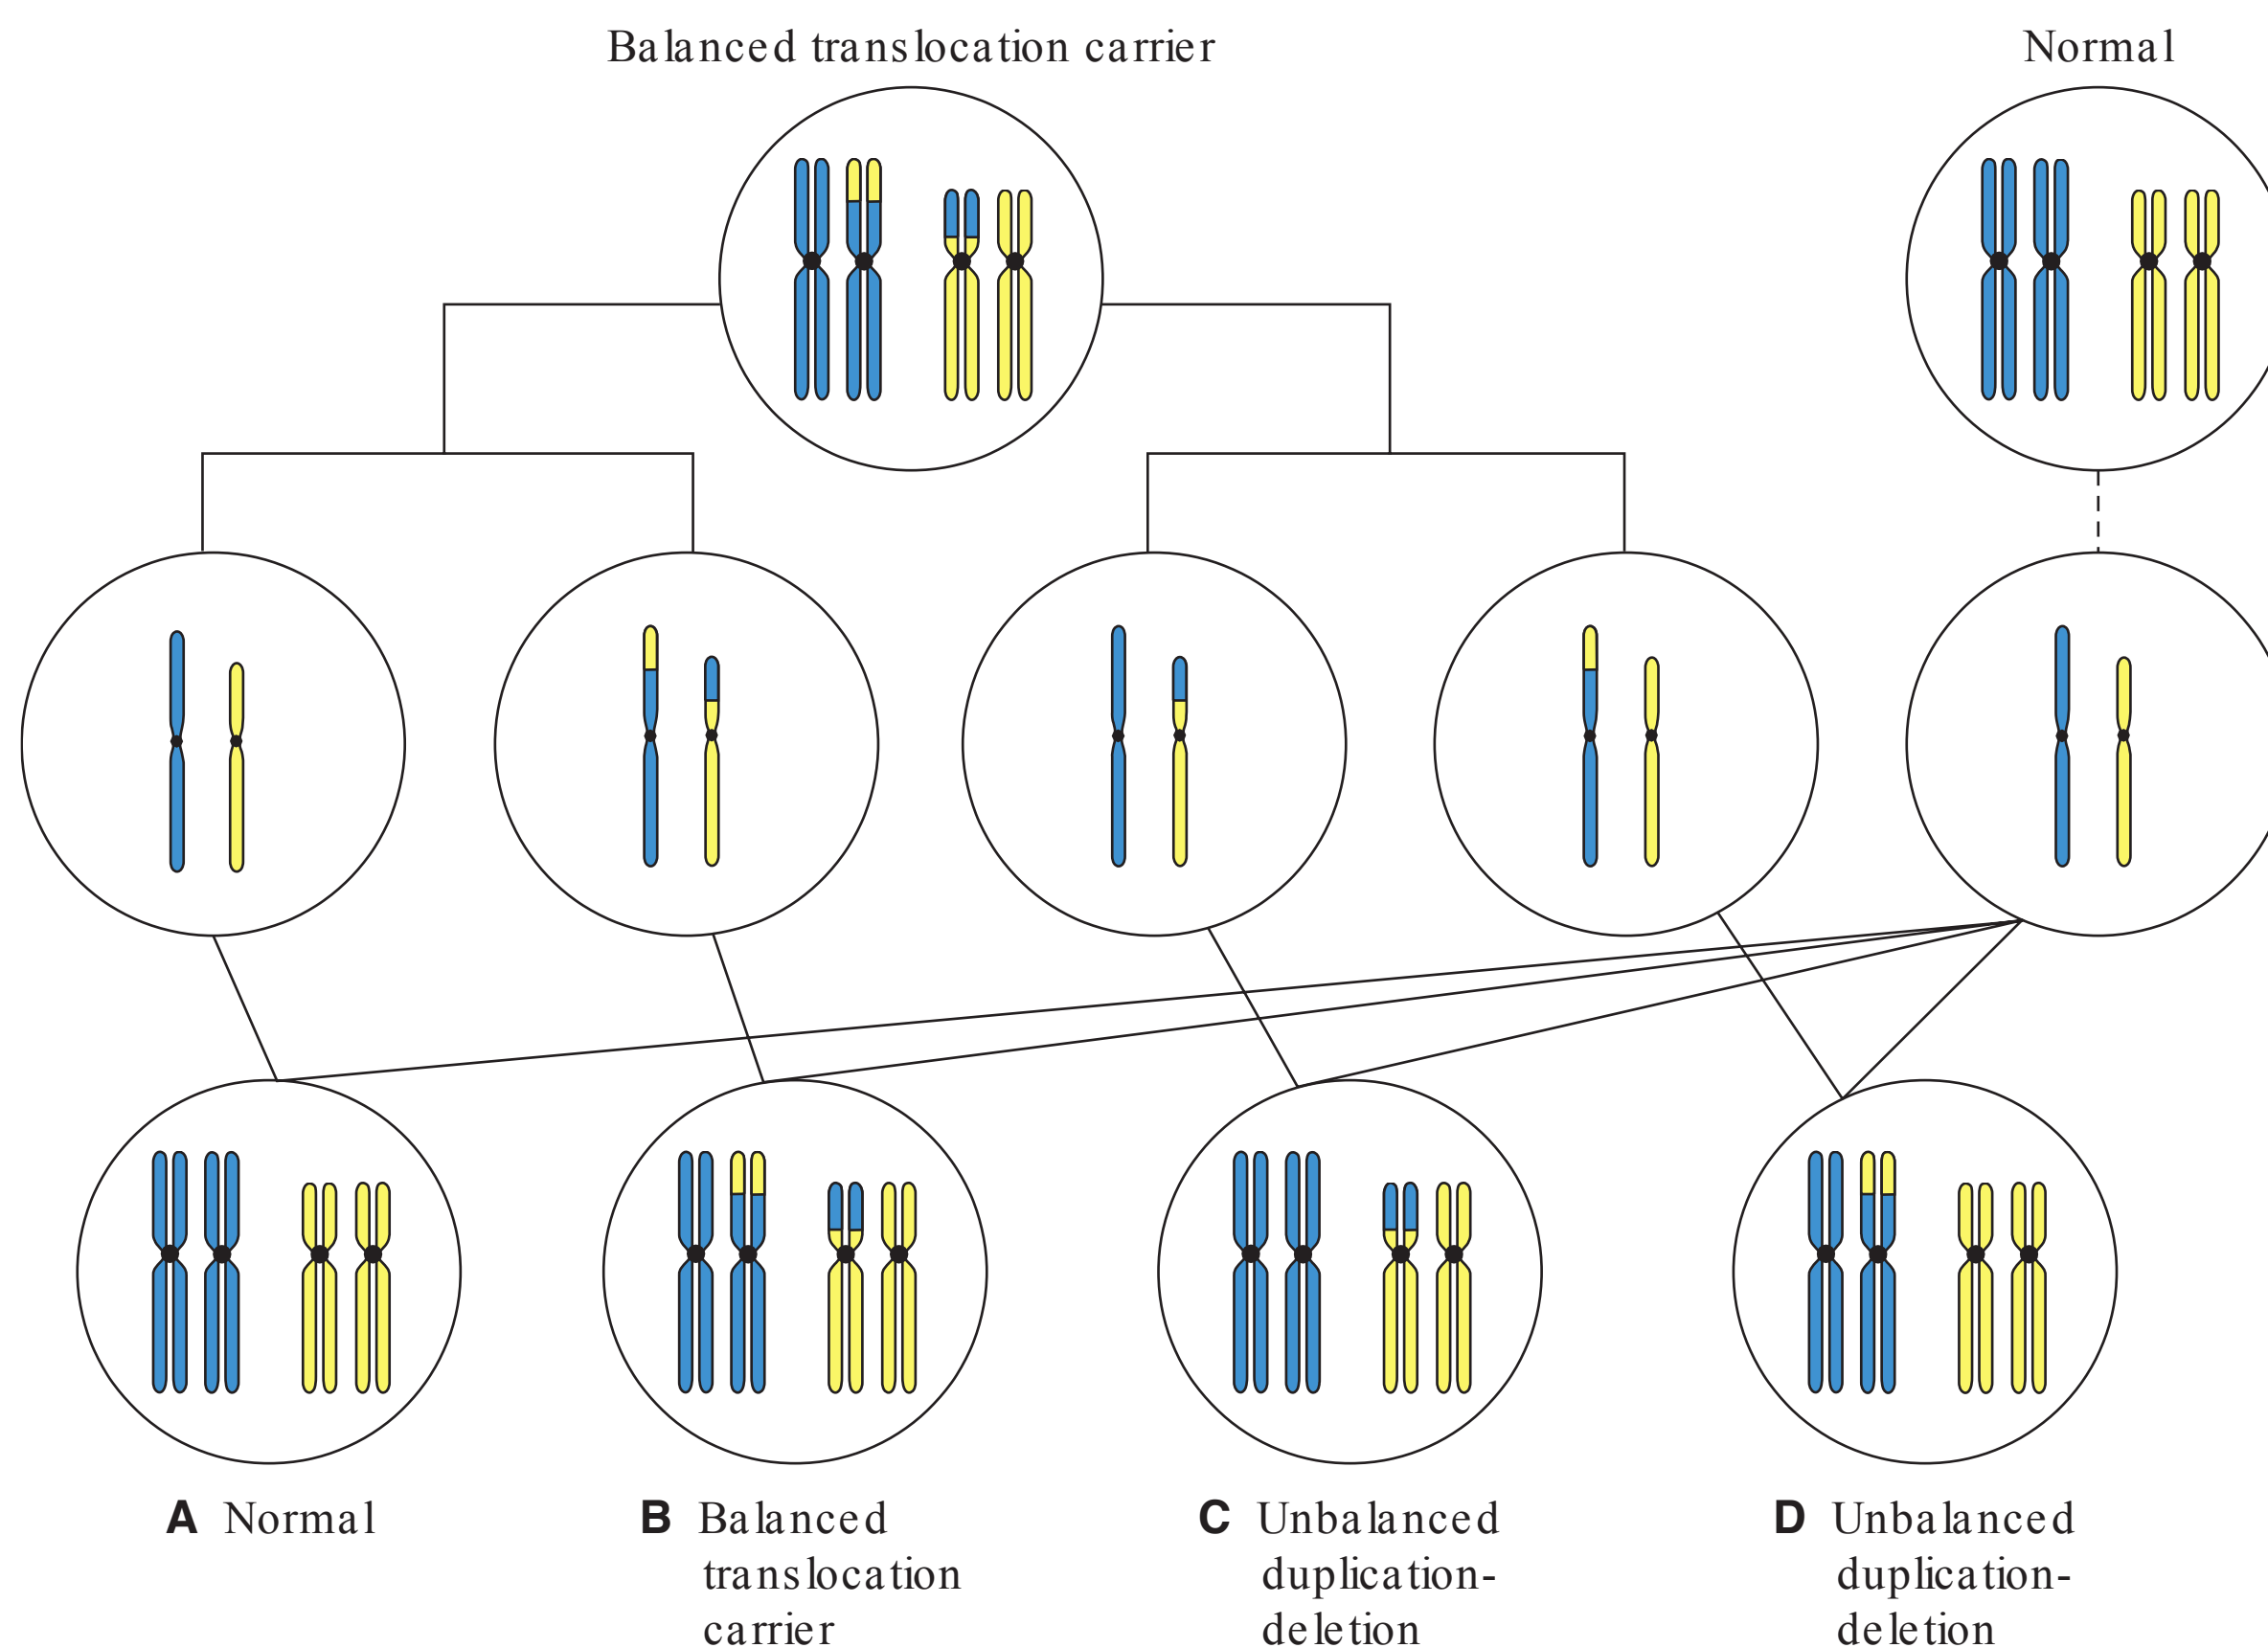 Balanced translocation carrier
Normal
A Normal
B Balanced
translocation
carrier
C Unbalanced
duplication-
deletion
D Unbalanced
duplication-
deletion